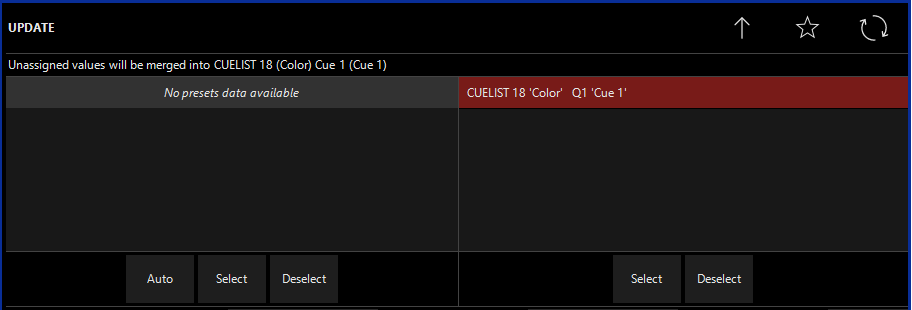 UPDATE
Unassigned values will be merged into CUELIST 18 (Color) Cue 1 (Cue 1)
No presets data available
CUELIST 18 'Color' Q1 'Cue 1'
Auto Select Deselect Select Deselect